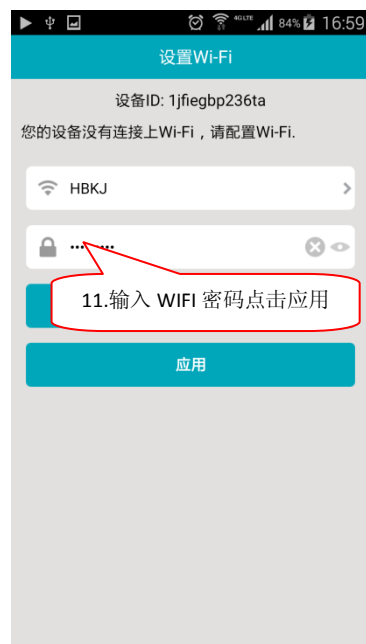 4G LTE 84% 16:59
设置Wi-Fi
设备ID: 1jfiegbp236ta
您的设备没有连接上Wi-Fi，请配置Wi-Fi.
HBKJ
11.输入 WIFI 密码点击应用
应用